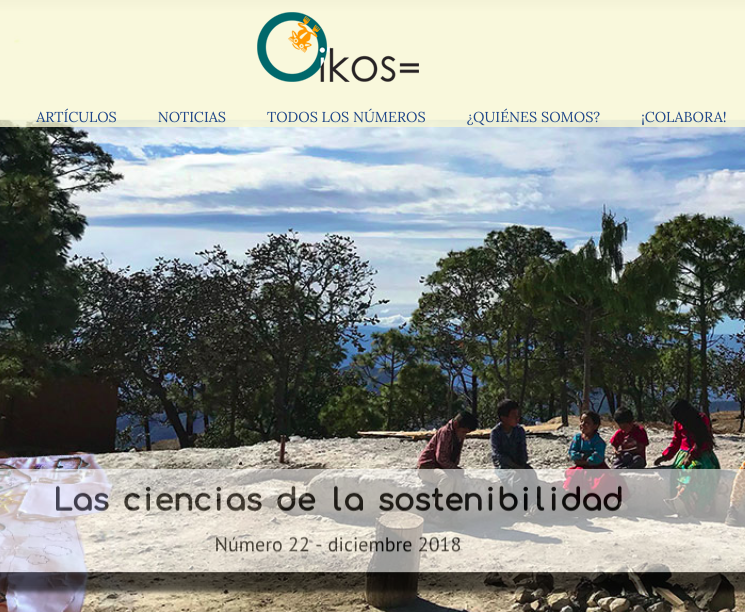 Oikos=
ARTÍCULOS NOTICIAS TODOS LOS NÚMEROS ¿QUIÉNES SOMOS? ¡COLABORA!
Las ciencias de la sostenibilidad
Número 22 - diciembre 2018